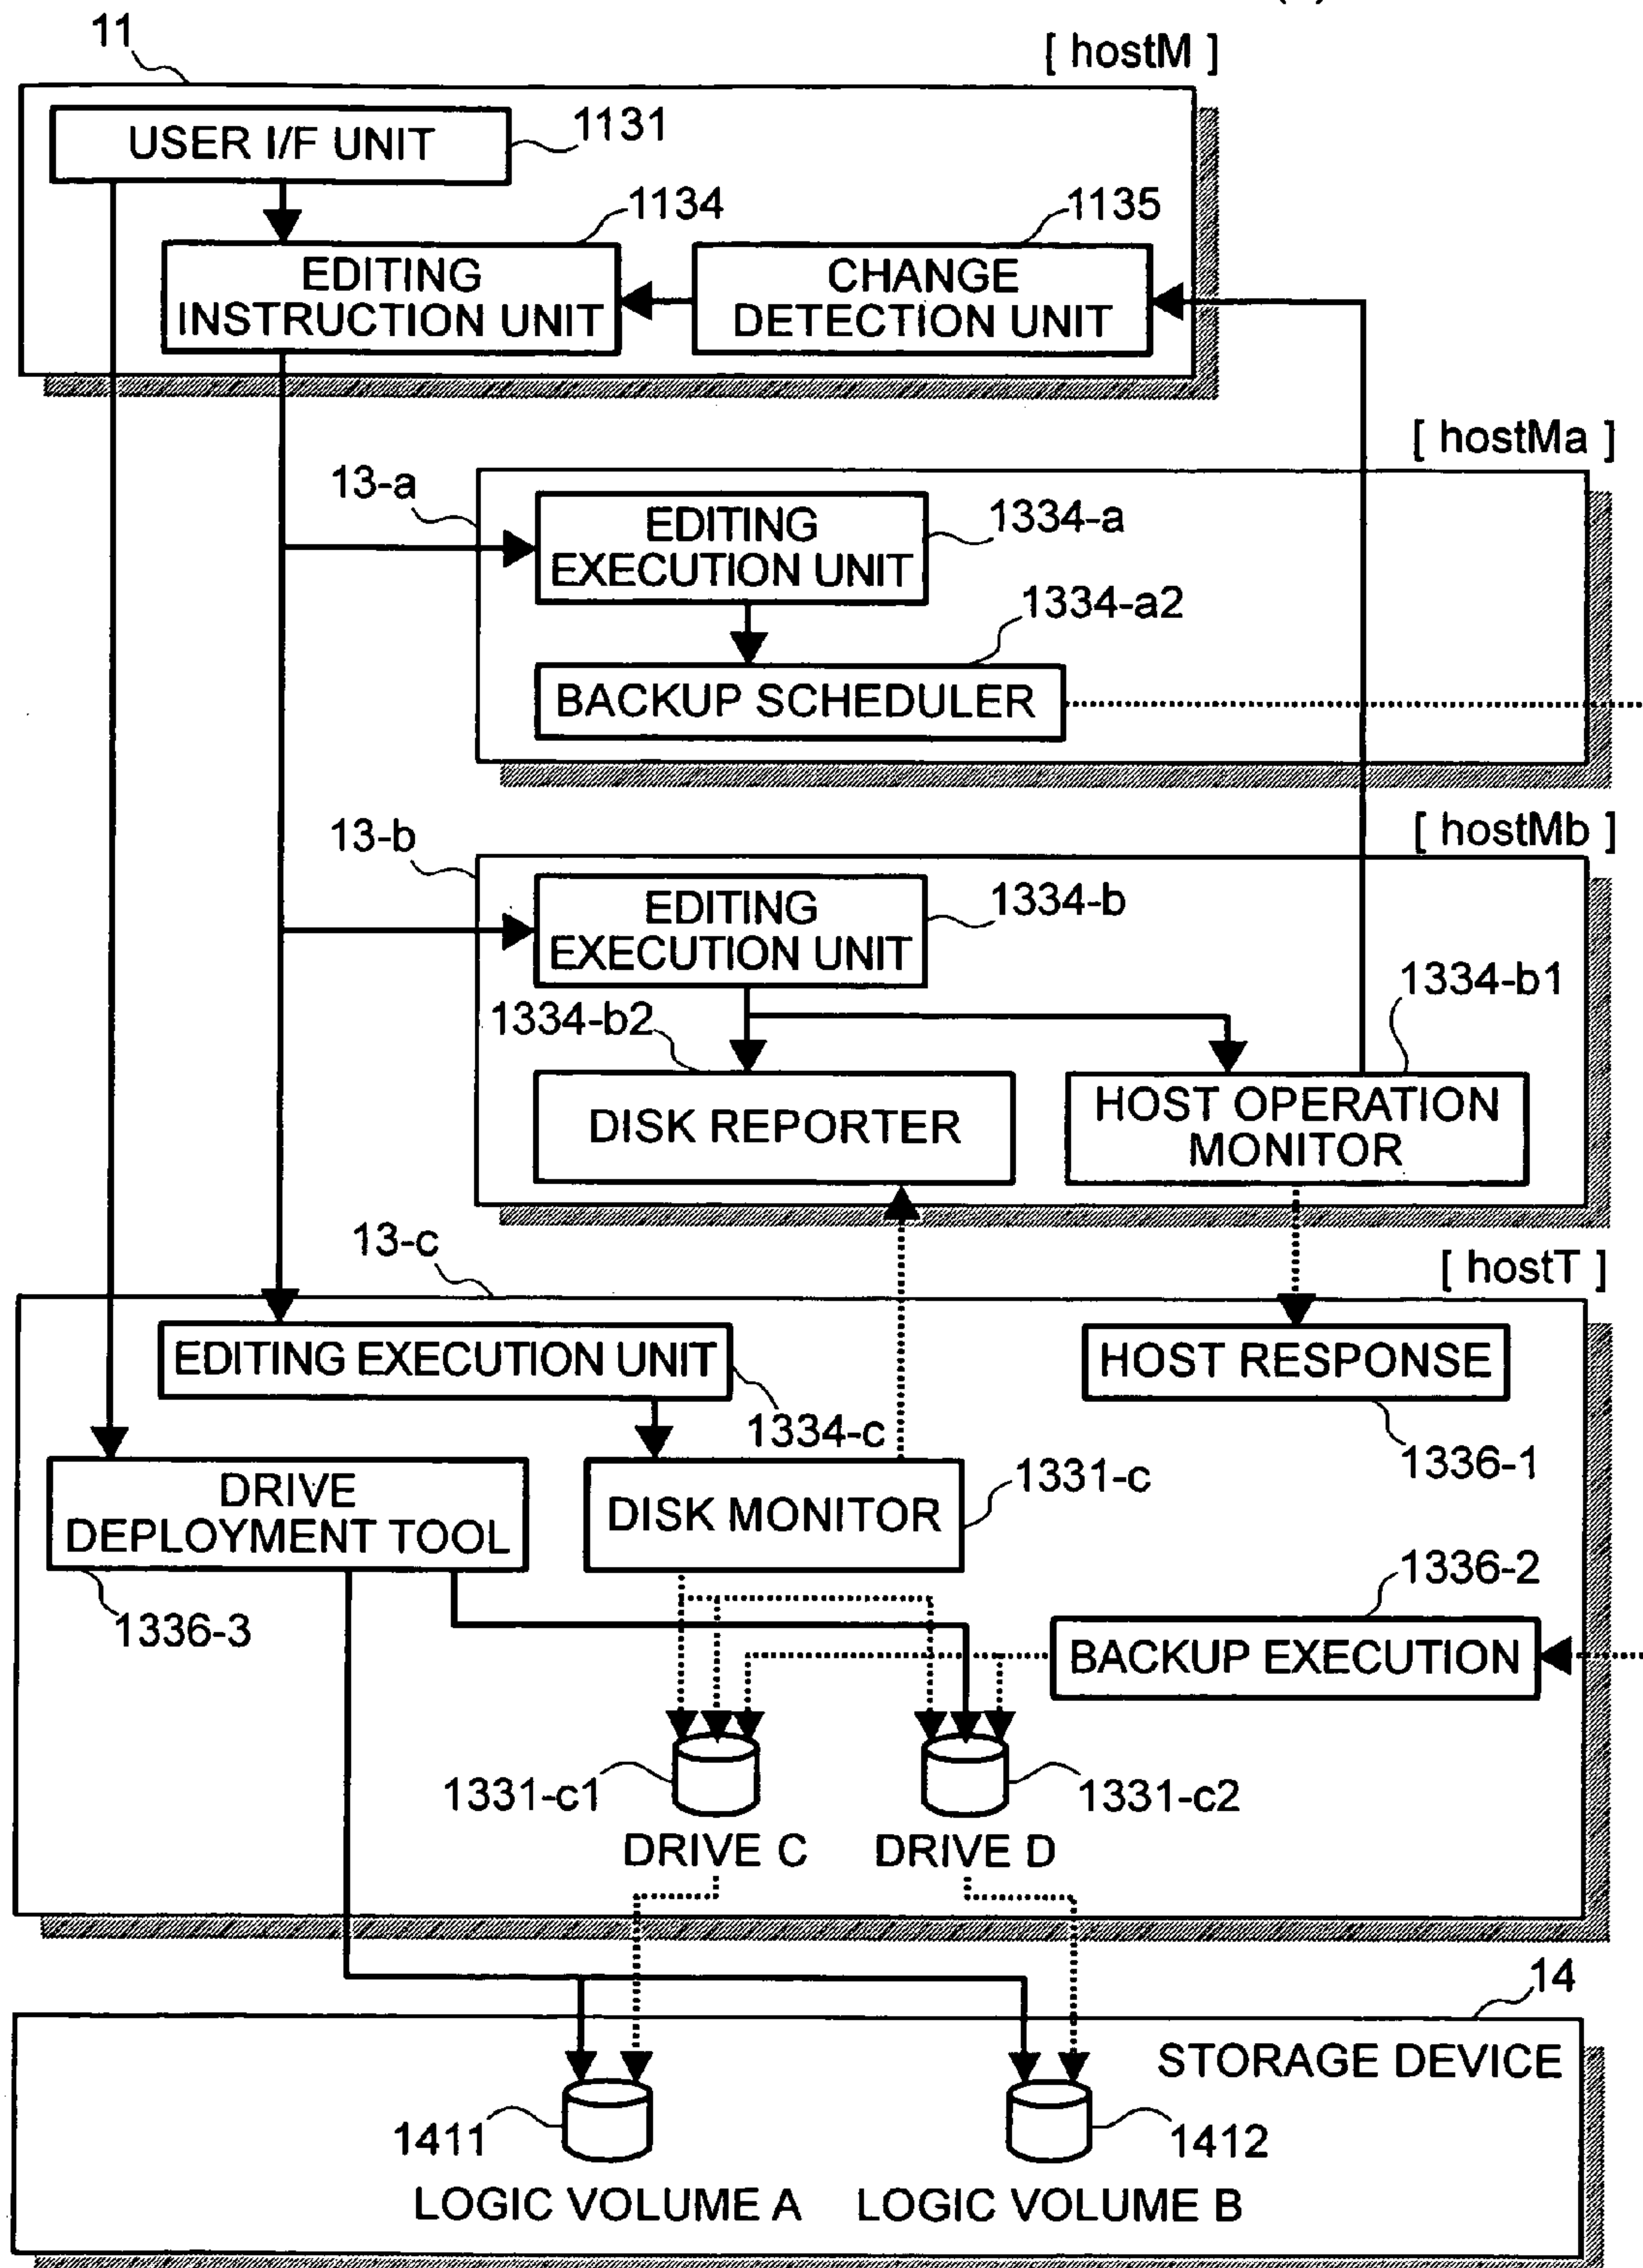 11
[ hostM ]
USER I/F UNIT
1131
1134
1135
EDITING
INSTRUCTION UNIT
CHANGE
DETECTION UNIT
[ hostMa ]
13-a
EDITING
EXECUTION UNIT
1334-a
1334-a2
BACKUP SCHEDULER
[ hostMb ]
13-b
EDITING
EXECUTION UNIT
1334-b
1334-b1
1334-b2
DISK REPORTER
HOST OPERATION
MONITOR
13-c
[ hostT ]
EDITING EXECUTION UNIT
HOST RESPONSE
1334-c
1336-1
DRIVE
DEPLOYMENT TOOL
DISK MONITOR
1331-c
1336-2
1336-3
BACKUP EXECUTION
1331-c1
1331-c2
DRIVE C
DRIVE D
14
STORAGE DEVICE
1411
1412
LOGIC VOLUME A
LOGIC VOLUME B